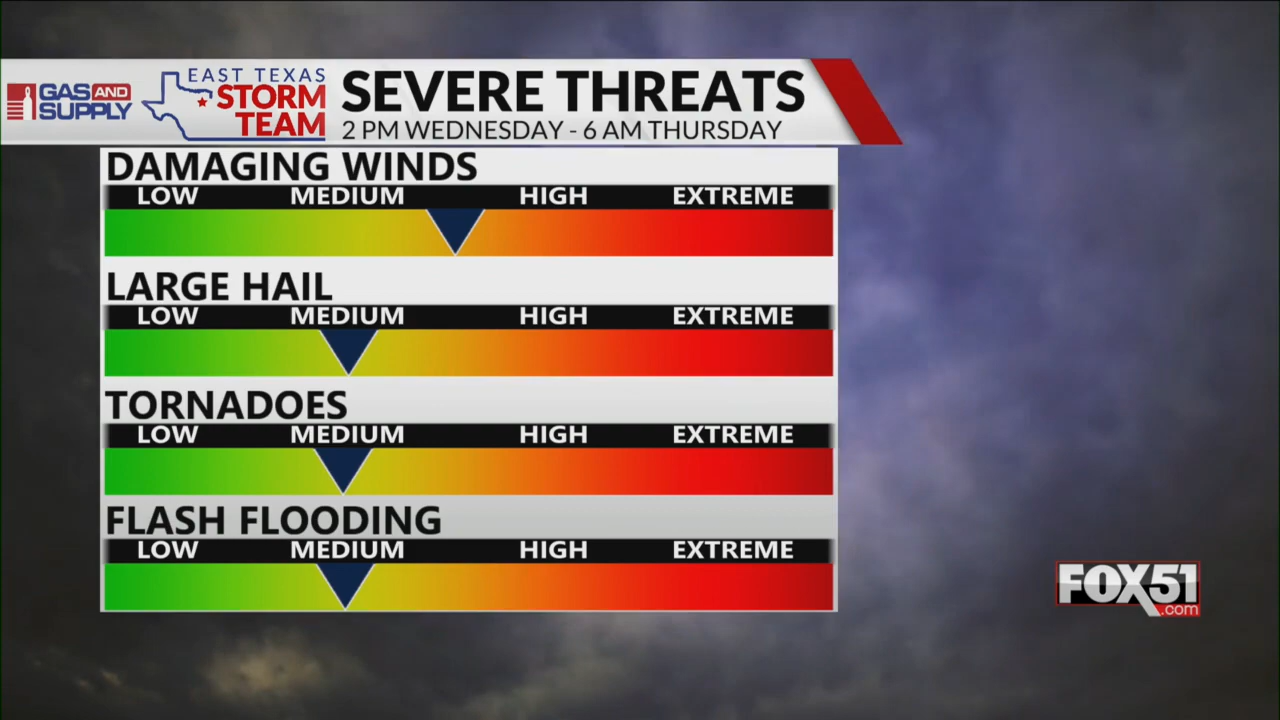 GAS AND
SUPPLY
EAST TEXAS
STORM
TEAM
SEVERE THREATS
2 PM WEDNESDAY - 6 AM THURSDAY
DAMAGING WINDS
LOW MEDIUM HIGH EXTREME
LARGE HAIL
LOW MEDIUM HIGH EXTREME
TORNADOES
LOW MEDIUM HIGH EXTREME
FLASH FLOODING
LOW MEDIUM HIGH EXTREME
FOX51
.com